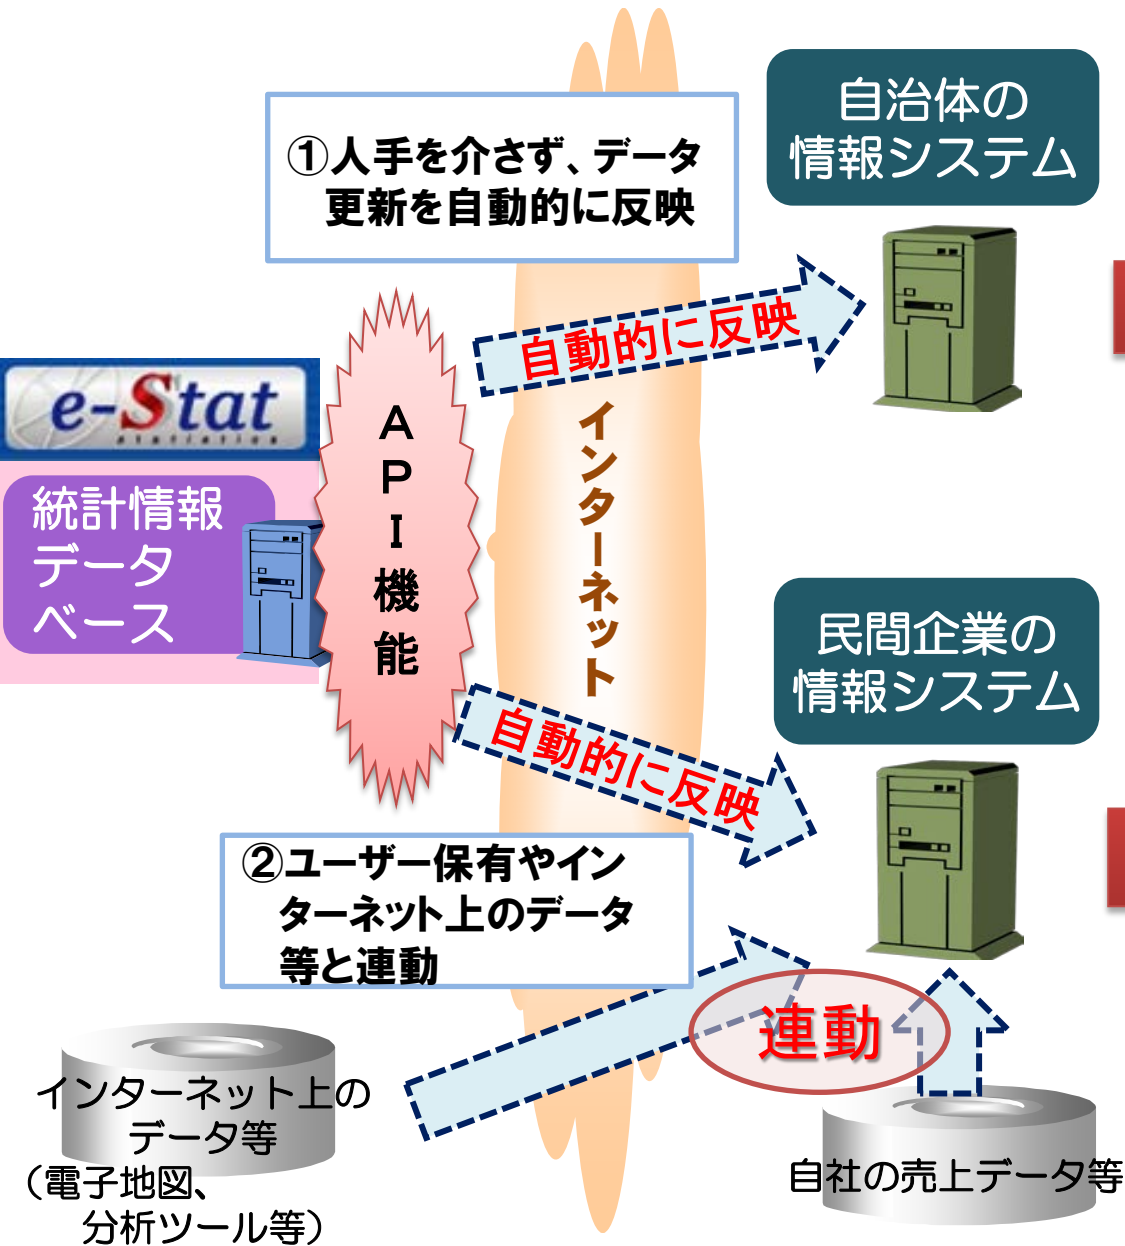 自治体の
情報システム
①人手を介さず、データ
更新を自動的に反映
自動的に反映
e-Stat
statistics
統計情報
データ
ベース
API機能
インターネット
民間企業の
情報システム
自動的に反映
②ユーザー保有やイン
ターネット上のデータ
等と連動
連動
インターネット上の
データ等
（電子地図、
分析ツール等）
自社の売上データ等